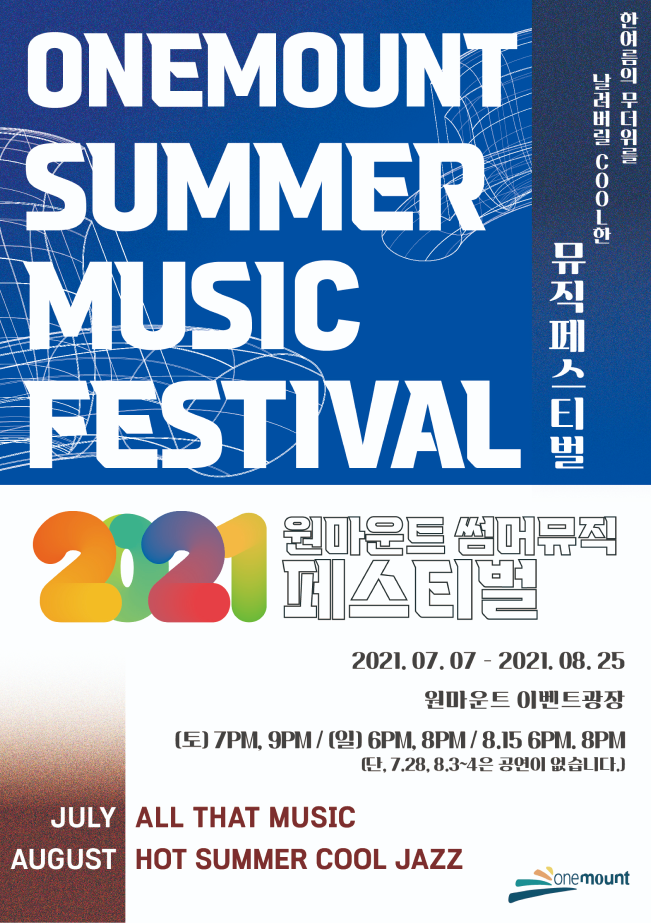 ONEMOUNT
SUMMER
MUSIC
FESTIVAL
한여름의 무더위를
날려버릴 COOL한
뮤직페스티벌
2021
원마운트 썸머뮤직
페스티벌
2021. 07. 07 - 2021. 08. 25
원마운트 이벤트광장
(토) 7PM, 9PM / (일) 6PM, 8PM / 8.15 6PM. 8PM
(단, 7.28, 8.3~4은 공연이 없습니다.)
JULY ALL THAT MUSIC
AUGUST HOT SUMMER COOL JAZZ
onemount